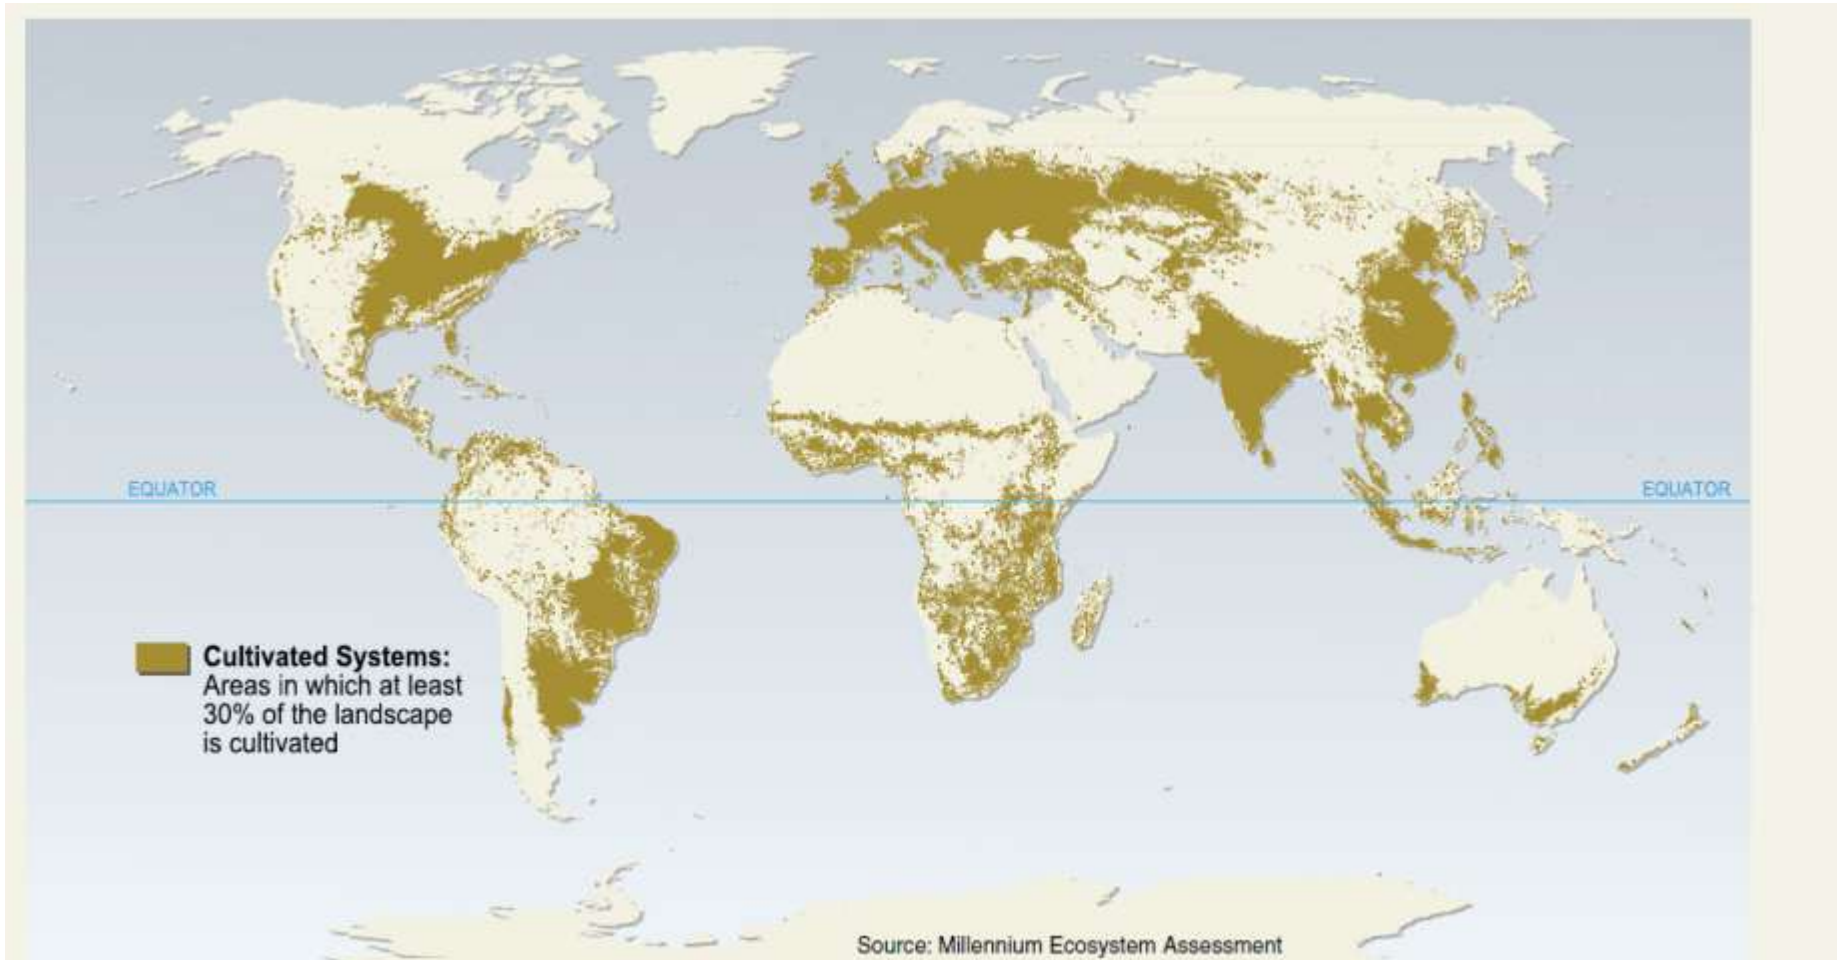 EQUATOR
EQUATOR
Cultivated Systems:
Areas in which at least
30% of the landscape
is cultivated
Source: Millennium Ecosystem Assessment